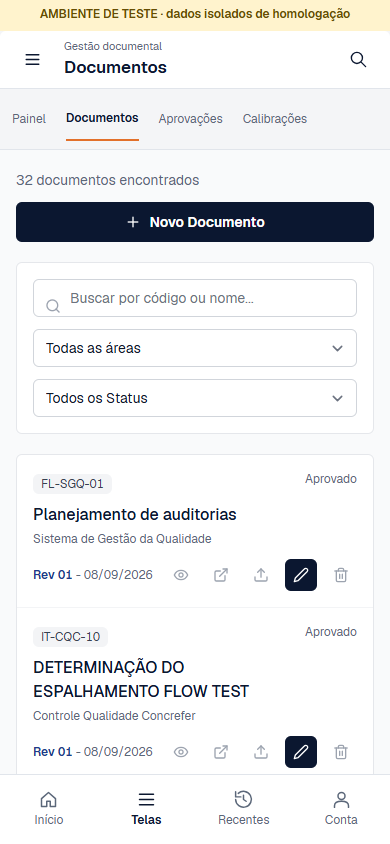 AMBIENTE DE TESTE · dados isolados de homologação
Gestão documental
Documentos
Painel Documentos Aprovações Calibrações
32 documentos encontrados
+ Novo Documento
Buscar por código ou nome...
Todas as áreas
Todos os Status
FL-SGQ-01 Aprovado
Planejamento de auditorias
Sistema de Gestão da Qualidade
Rev 01 - 08/09/2026
IT-CQC-10 Aprovado
DETERMINAÇÃO DO
ESPALHAMENTO FLOW TEST
Controle Qualidade Concrefer
Rev 01 - 08/09/2026
Início Telas Recentes Conta